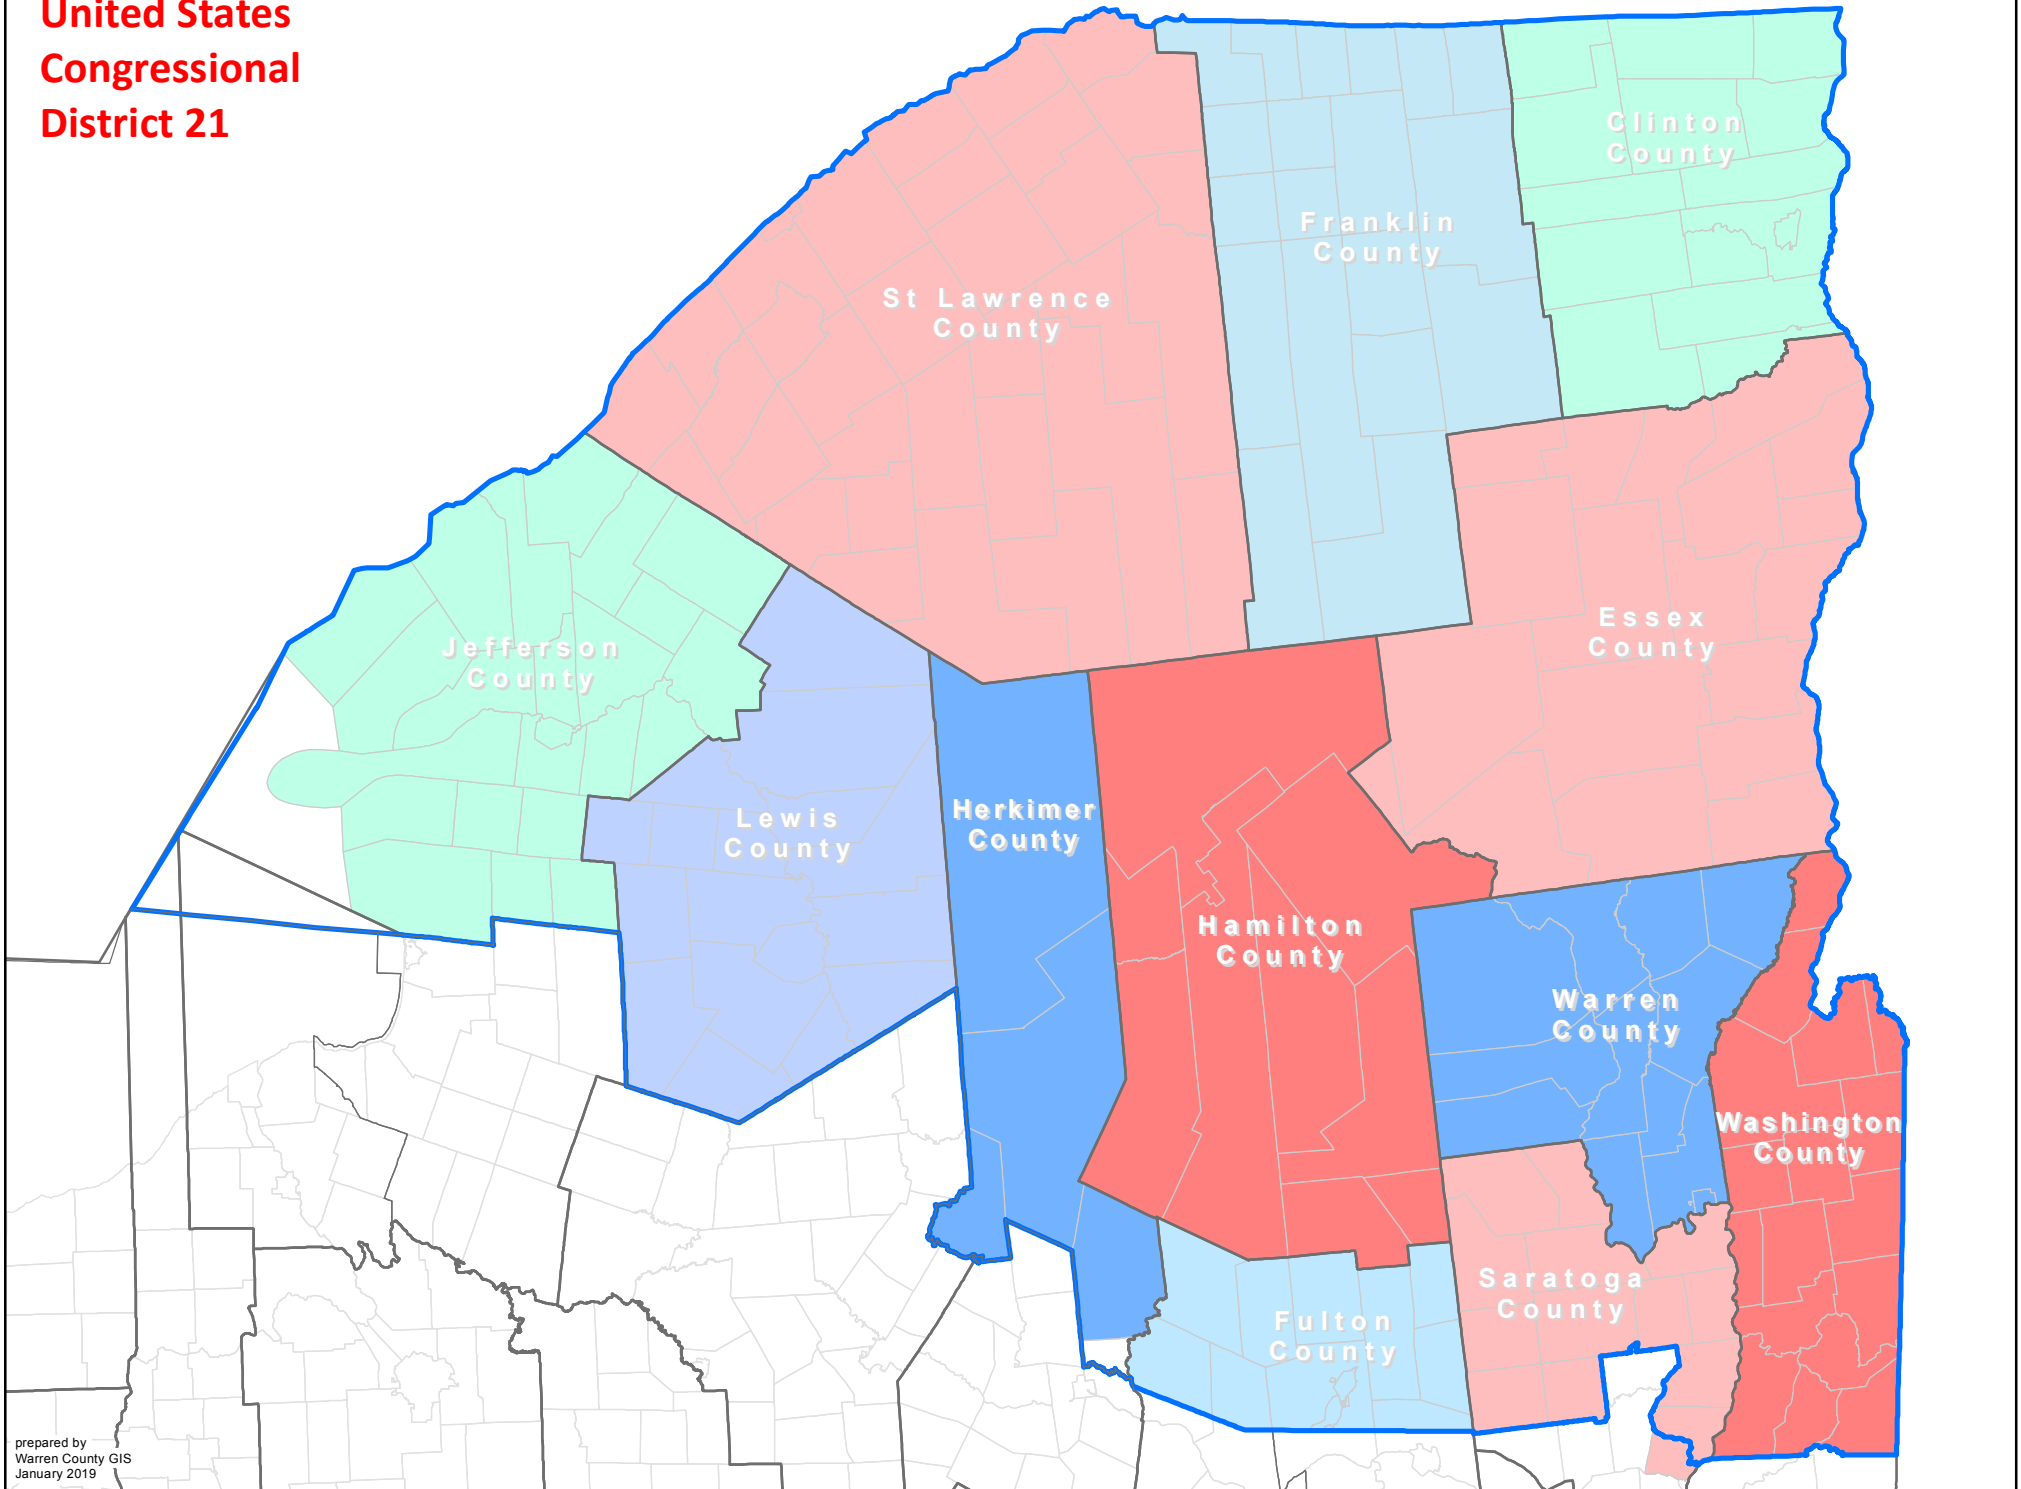 United States
Congressional
District 21
Clinton
County
Franklin
County
St Lawrence
County
Essex
County
Jefferson
County
Lewis
County
Herkimer
County
Hamilton
County
Warren
County
Washington
County
Saratoga
County
Fulton
County
prepared by
Warren County GIS
January 2019